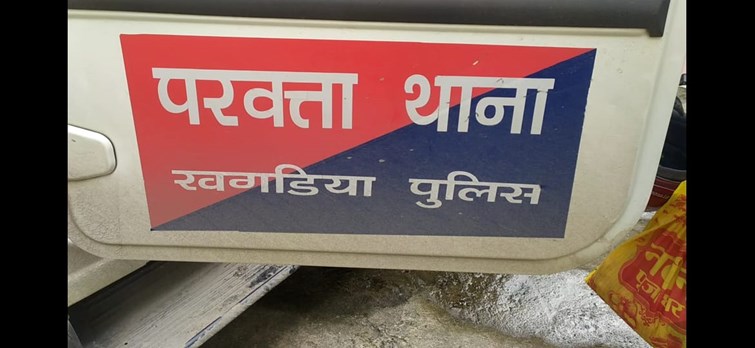 परवत्ता थाना
खगड़िया पुलिस